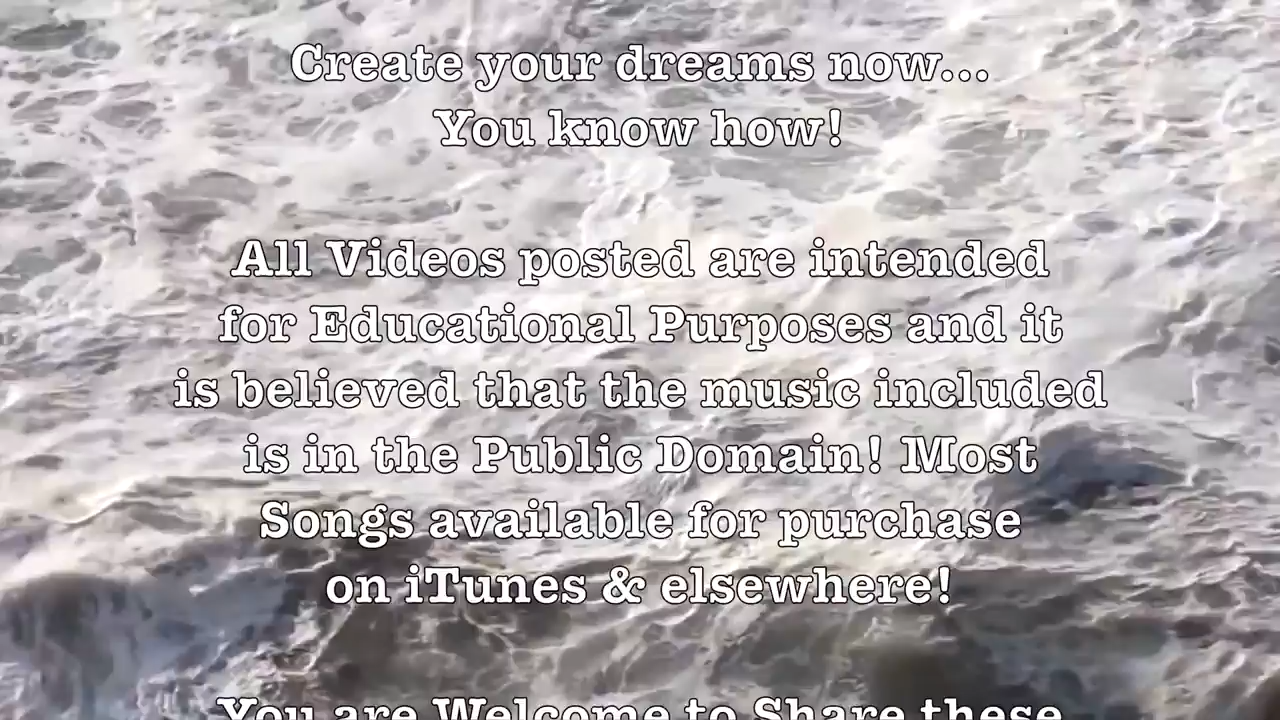 Create your dreams now...
You know how!
All Videos posted are intended
for Educational Purposes and it
is believed that the music included
is in the Public Domain! Most
Songs available for purchase
on iTunes & elsewhere!
You are Welcome to Share these